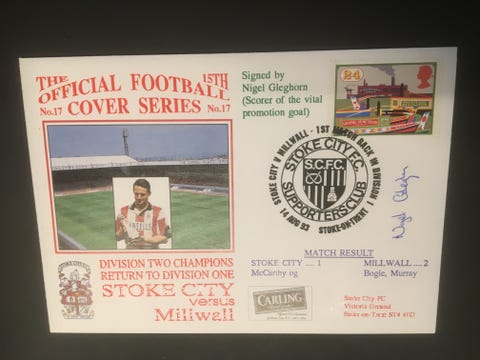 THE OFFICIAL FOOTBALL 15TH
No.17 COVER SERIES No.17
Signed by
Nigel Gleghorn
(Scorer of the vital
promotion goal)
24
STOKE CITY V MILLWALL - 1ST MATCH BACK IN DIVISION 1
STOKE CITY F.C.
S.C.F.C.
SUPPORTERS CLUB
14 AUG 93 STOKE-ON-TRENT
Nigel Gleghorn
DIVISION TWO CHAMPIONS
RETURN TO DIVISION ONE
STOKE CITY
versus
Millwall
MATCH RESULT
STOKE CITY ..... 1 MILLWALL ..... 2
McCarthy og Bogie, Murray
CARLING
Stoke City FC
Victoria Ground
Stoke-on-Trent ST4 4EG